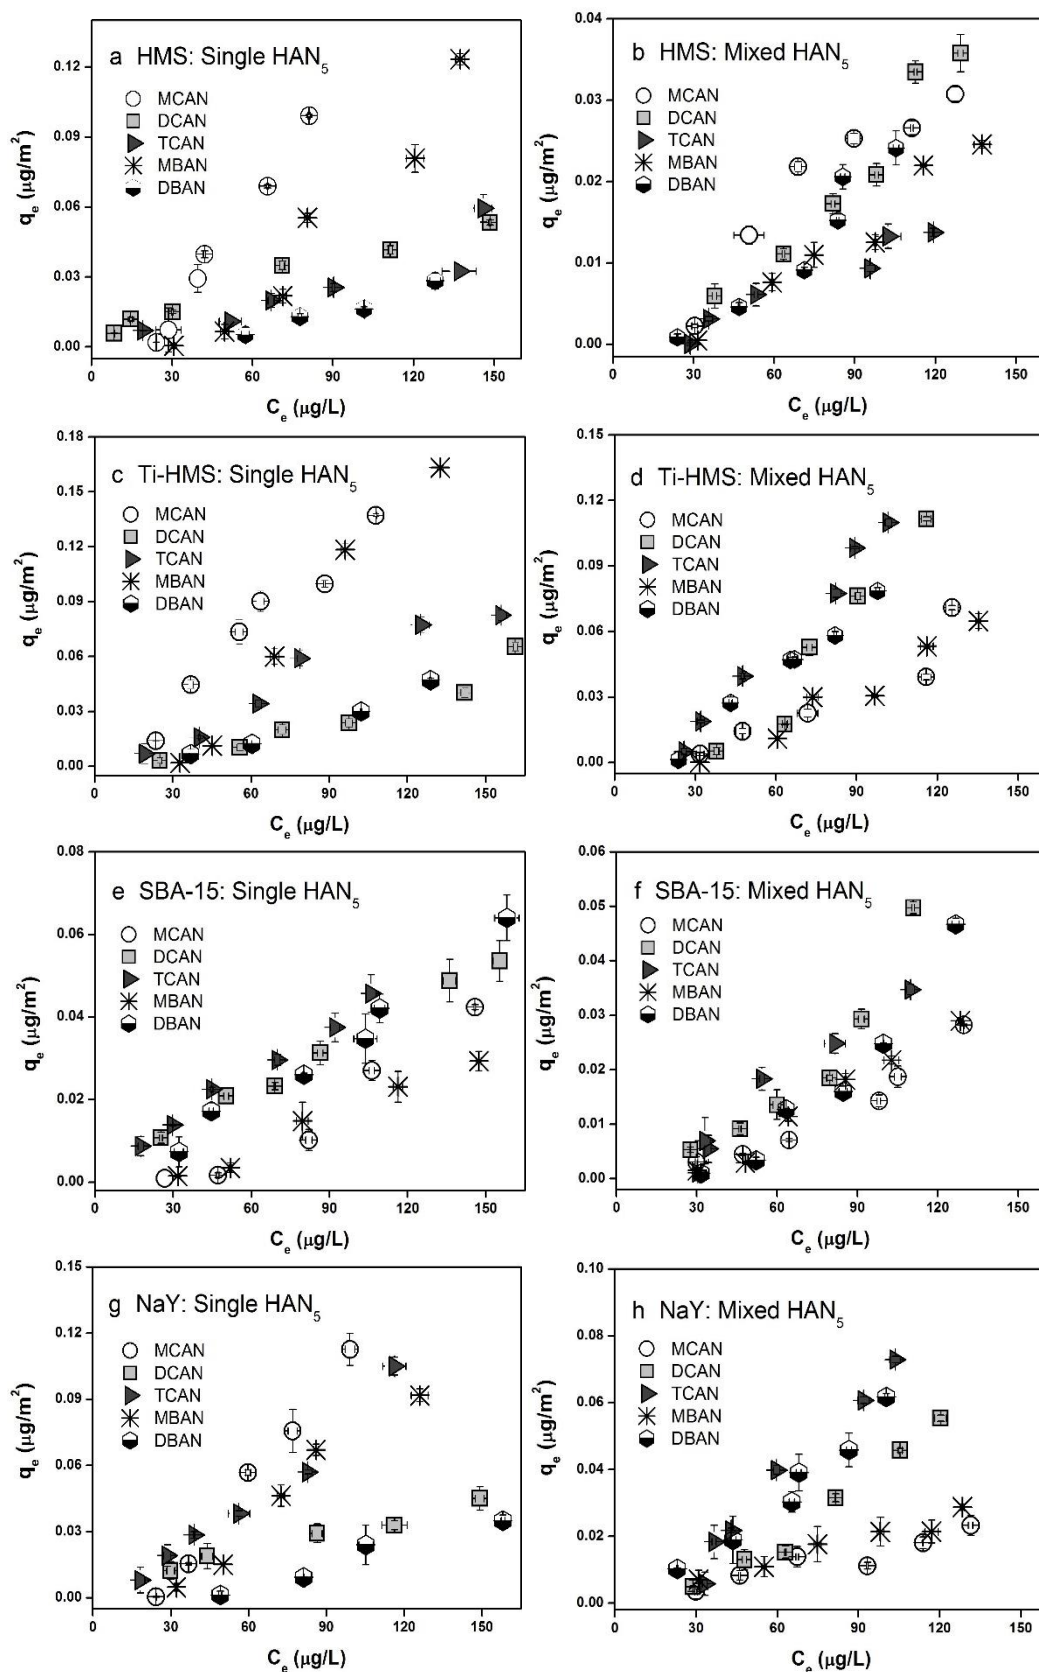 a HMS: Single HAN5
MCAN
DCAN
TCAN
MBAN
DBAN
0.12
0.09
0.06
0.03
0.00
qe (μg/m2)
0 30 60 90 120 150
Ce (μg/L)
b HMS: Mixed HAN5
MCAN
DCAN
TCAN
MBAN
DBAN
0.04
0.03
0.02
0.01
0.00
qe (μg/m2)
0 30 60 90 120 150
Ce (μg/L)
c Ti-HMS: Single HAN5
MCAN
DCAN
TCAN
MBAN
DBAN
0.18
0.15
0.12
0.09
0.06
0.03
0.00
qe (μg/m2)
0 30 60 90 120 150
Ce (μg/L)
d Ti-HMS: Mixed HAN5
MCAN
DCAN
TCAN
MBAN
DBAN
0.15
0.12
0.09
0.06
0.03
0.00
qe (μg/m2)
0 30 60 90 120 150
Ce (μg/L)
e SBA-15: Single HAN5
MCAN
DCAN
TCAN
MBAN
DBAN
0.08
0.06
0.04
0.02
0.00
qe (μg/m2)
0 30 60 90 120 150
Ce (μg/L)
f SBA-15: Mixed HAN5
MCAN
DCAN
TCAN
MBAN
DBAN
0.06
0.05
0.04
0.03
0.02
0.01
0.00
qe (μg/m2)
0 30 60 90 120 150
Ce (μg/L)
g NaY: Single HAN5
MCAN
DCAN
TCAN
MBAN
DBAN
0.15
0.12
0.09
0.06
0.03
0.00
qe (μg/m2)
0 30 60 90 120 150
Ce (μg/L)
h NaY: Mixed HAN5
MCAN
DCAN
TCAN
MBAN
DBAN
0.10
0.08
0.06
0.04
0.02
0.00
qe (μg/m2)
0 30 60 90 120 150
Ce (μg/L)